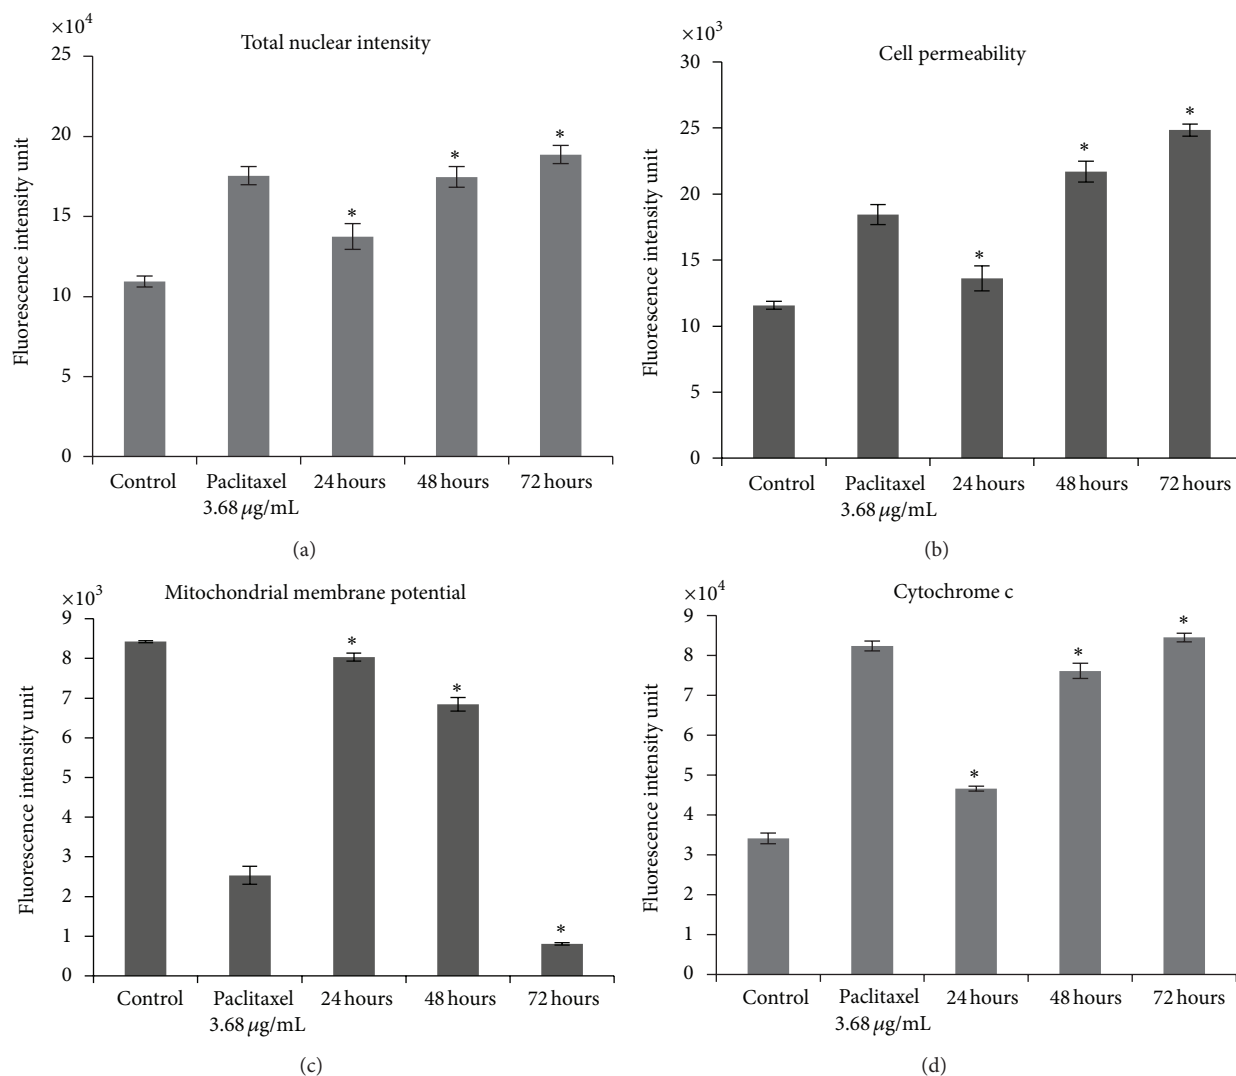 ×10⁴
Total nuclear intensity
25
20
15
10
5
0
Fluorescence intensity unit
*
*
*
Control
Paclitaxel
3.68 µg/mL
24 hours
48 hours
72 hours
(a)
×10³
Cell permeability
30
25
20
15
10
5
0
Fluorescence intensity unit
*
*
*
Control
Paclitaxel
3.68 µg/mL
24 hours
48 hours
72 hours
(b)
×10³
Mitochondrial membrane potential
9
8
7
6
5
4
3
2
1
0
Fluorescence intensity unit
*
*
*
Control
Paclitaxel
3.68 µg/mL
24 hours
48 hours
72 hours
(c)
×10⁴
Cytochrome c
9
8
7
6
5
4
3
2
1
0
Fluorescence intensity unit
*
*
*
Control
Paclitaxel
3.68 µg/mL
24 hours
48 hours
72 hours
(d)